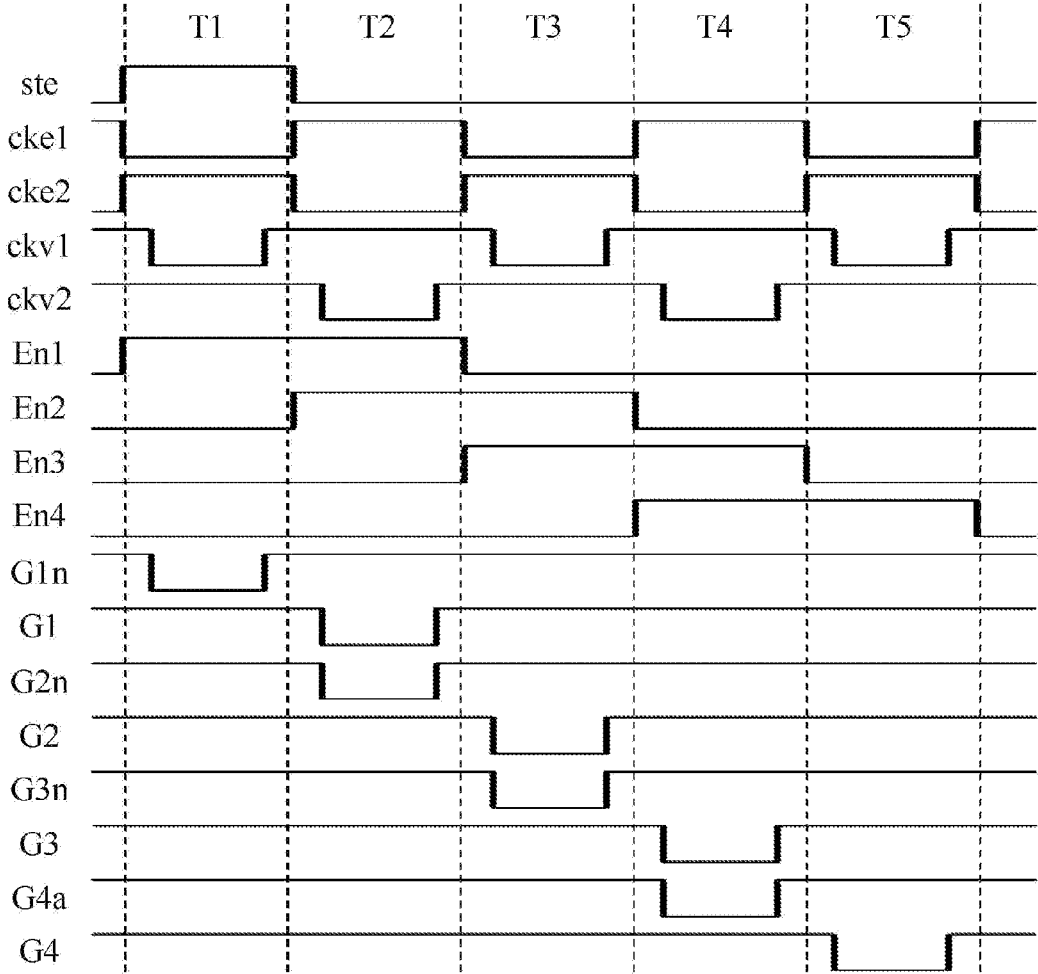 T1 T2 T3 T4 T5
ste
cke1
cke2
ckv1
ckv2
En1
En2
En3
En4
G1n
G1
G2n
G2
G3n
G3
G4a
G4